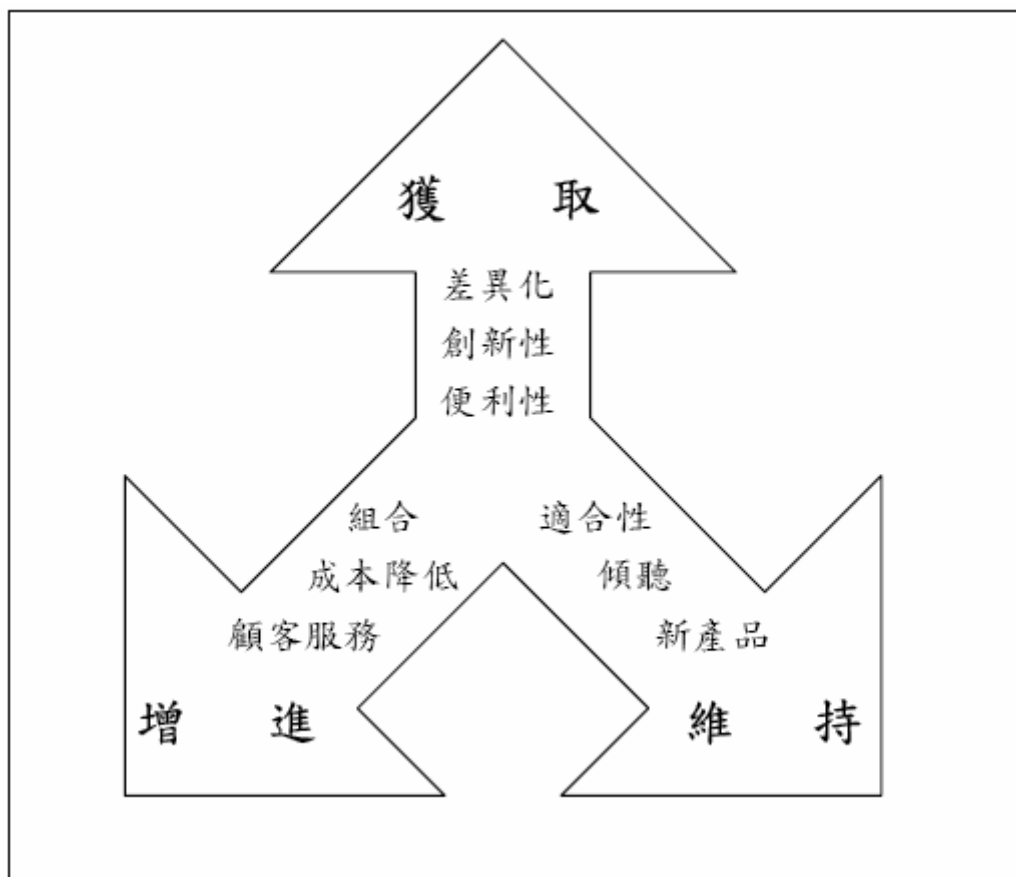 獲 取
差異化
創新性
便利性
組合 適合性
成本降低 傾聽
顧客服務 新產品
增 進 維 持